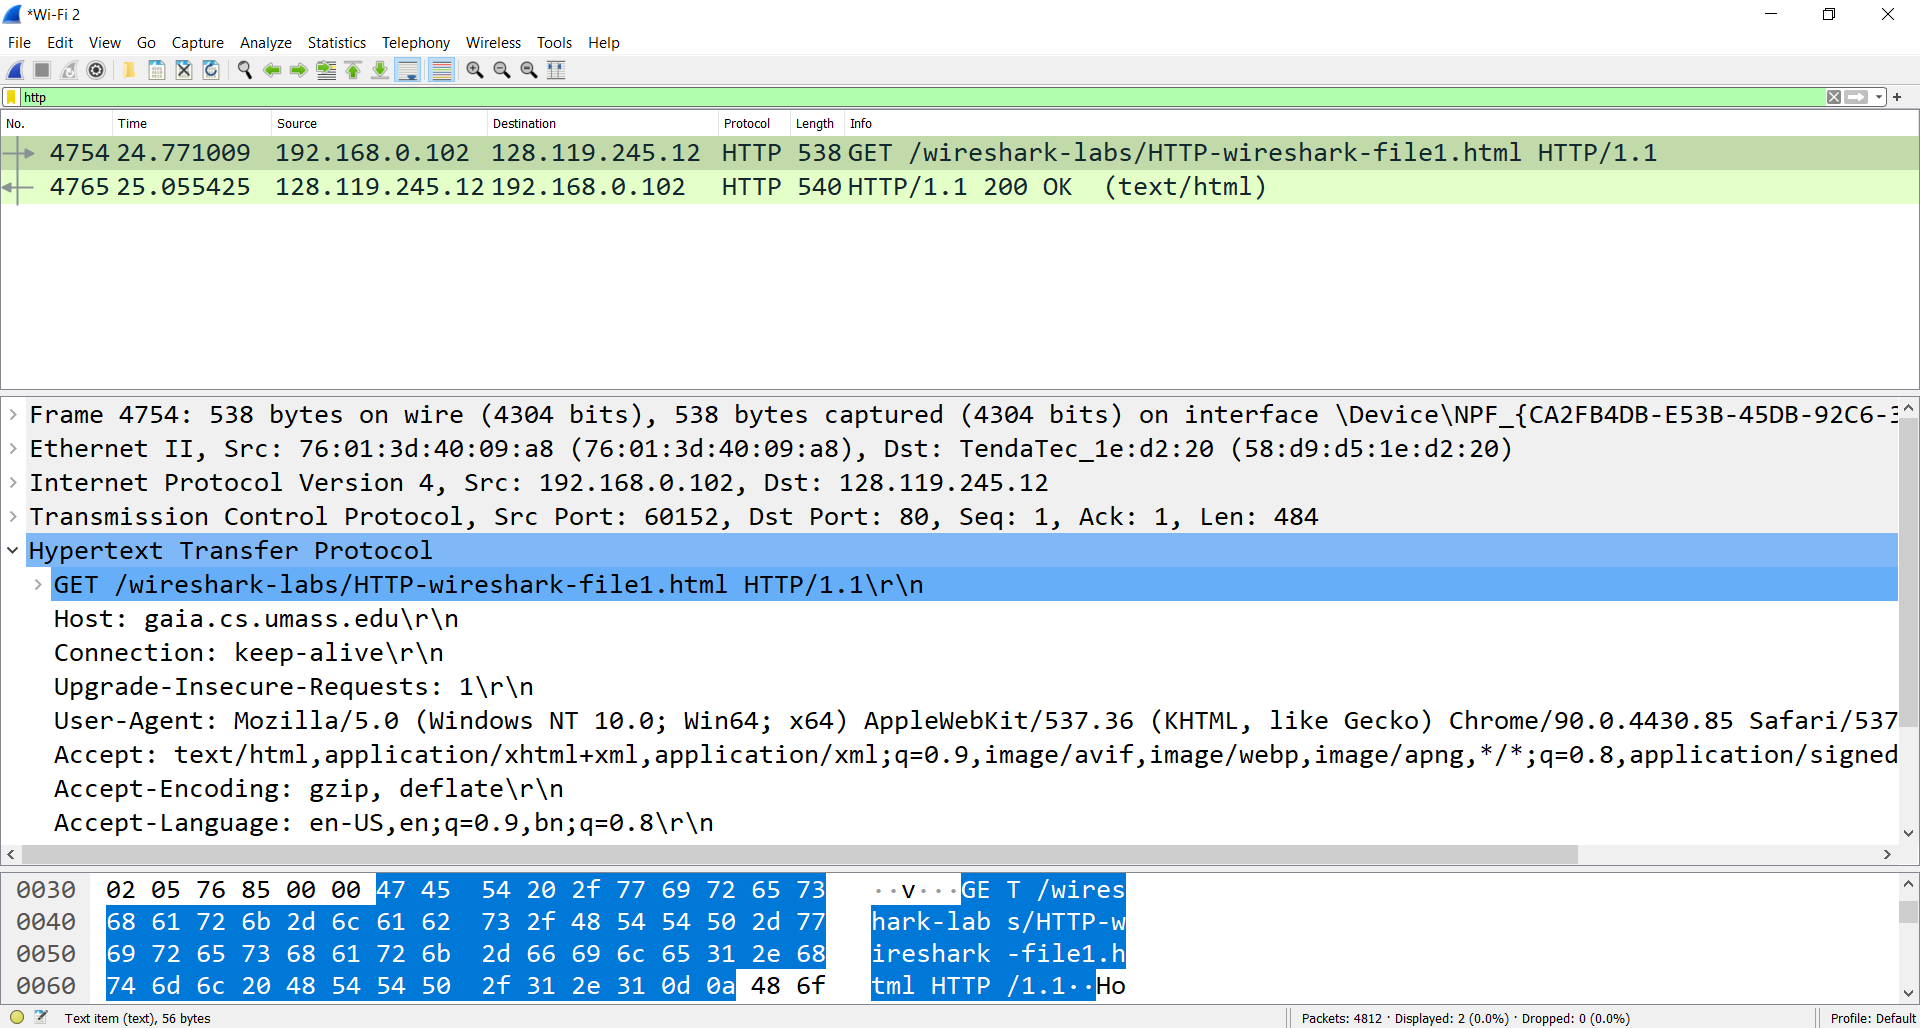 *Wi-Fi 2
File Edit View Go Capture Analyze Statistics Telephony Wireless Tools Help
http
No. Time Source Destination Protocol Length Info
4754 24.771009 192.168.0.102 128.119.245.12 HTTP 538 GET /wireshark-labs/HTTP-wireshark-file1.html HTTP/1.1
4765 25.055425 128.119.245.12 192.168.0.102 HTTP 540 HTTP/1.1 200 OK (text/html)
Frame 4754: 538 bytes on wire (4304 bits), 538 bytes captured (4304 bits) on interface \Device\NPF_{CA2FB4DB-E53B-45DB-92C6-3
Ethernet II, Src: 76:01:3d:40:09:a8 (76:01:3d:40:09:a8), Dst: TendaTec_1e:d2:20 (58:d9:d5:1e:d2:20)
Internet Protocol Version 4, Src: 192.168.0.102, Dst: 128.119.245.12
Transmission Control Protocol, Src Port: 60152, Dst Port: 80, Seq: 1, Ack: 1, Len: 484
Hypertext Transfer Protocol
GET /wireshark-labs/HTTP-wireshark-file1.html HTTP/1.1\r\n
Host: gaia.cs.umass.edu\r\n
Connection: keep-alive\r\n
Upgrade-Insecure-Requests: 1\r\n
User-Agent: Mozilla/5.0 (Windows NT 10.0; Win64; x64) AppleWebKit/537.36 (KHTML, like Gecko) Chrome/90.0.4430.85 Safari/537
Accept: text/html,application/xhtml+xml,application/xml;q=0.9,image/avif,image/webp,image/apng,*/*;q=0.8,application/signed
Accept-Encoding: gzip, deflate\r\n
Accept-Language: en-US,en;q=0.9,bn;q=0.8\r\n
0030 02 05 76 85 00 00 47 45 54 20 2f 77 69 72 65 73 ··v···GE T /wires
0040 68 61 72 6b 2d 6c 61 62 73 2f 48 54 54 50 2d 77 hark-lab s/HTTP-w
0050 69 72 65 73 68 61 72 6b 2d 66 69 6c 65 31 2e 68 ireshark -file1.h
0060 74 6d 6c 20 48 54 54 50 2f 31 2e 31 0d 0a 48 6f tml HTTP /1.1··Ho
Text item (text), 56 bytes
Packets: 4812 · Displayed: 2 (0.0%) · Dropped: 0 (0.0%)
Profile: Default